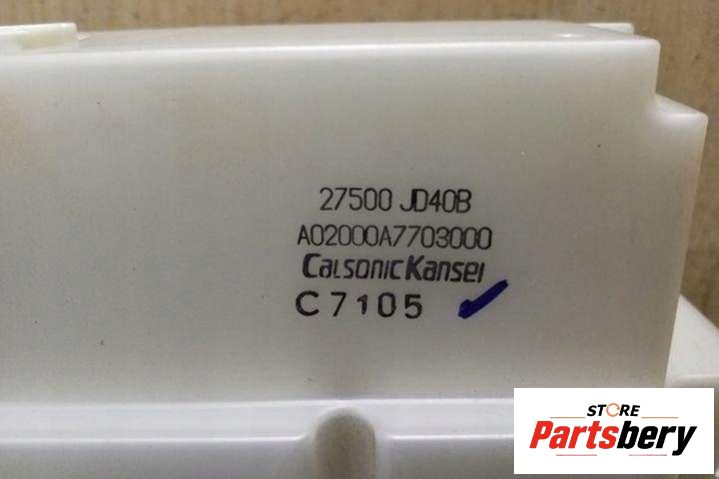 27500 JD40B
A02000A7703000
CalsonicKansei
C7105
STORE
Partsbery